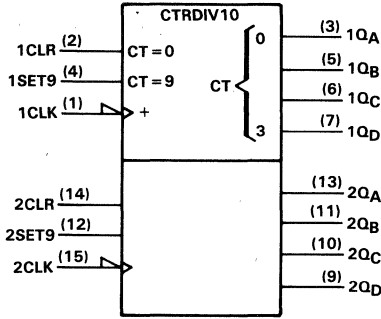 CTRDIV10
1CLR (2) CT=0 0 (3) 1QA
1SET9 (4) CT=9 CT (5) 1QB
1CLK (1) + (6) 1QC
3 (7) 1QD
2CLR (14) (13) 2QA
2SET9 (12) (11) 2QB
2CLK (15) (10) 2QC
(9) 2QD